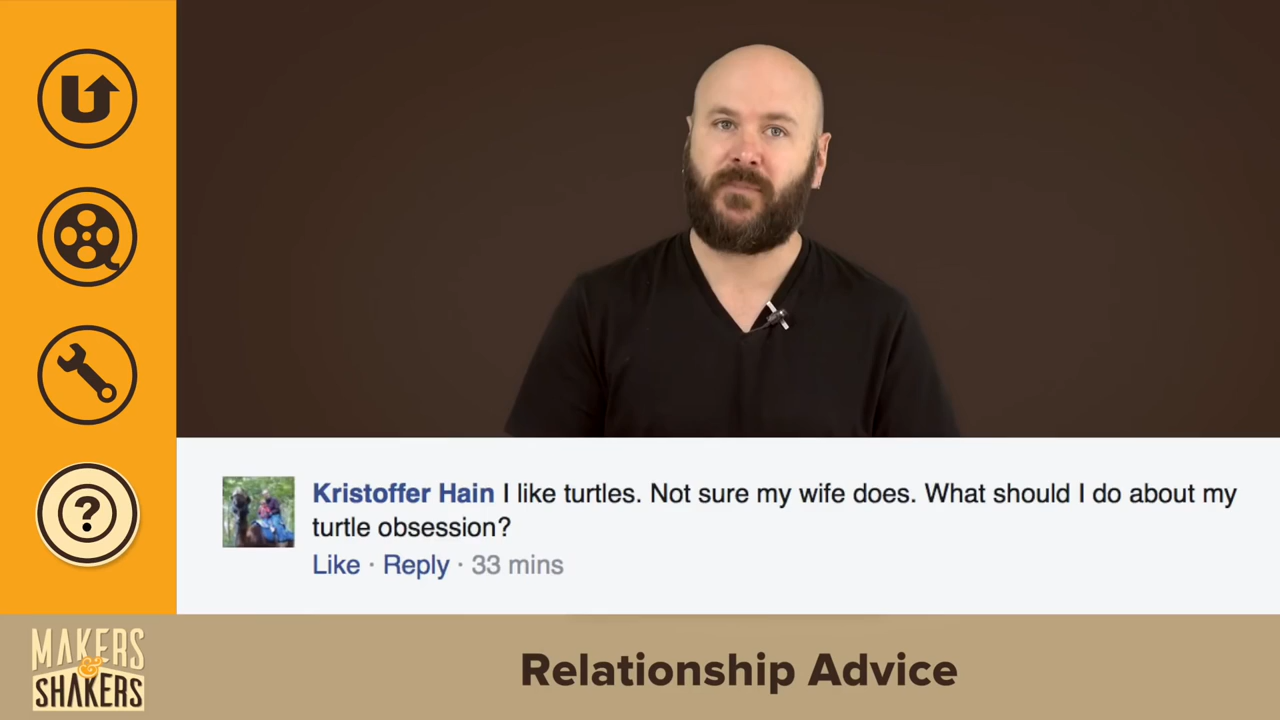 Kristoffer Hain I like turtles. Not sure my wife does. What should I do about my
turtle obsession?
Like · Reply · 33 mins
MAKERS
&
SHAKERS
Relationship Advice